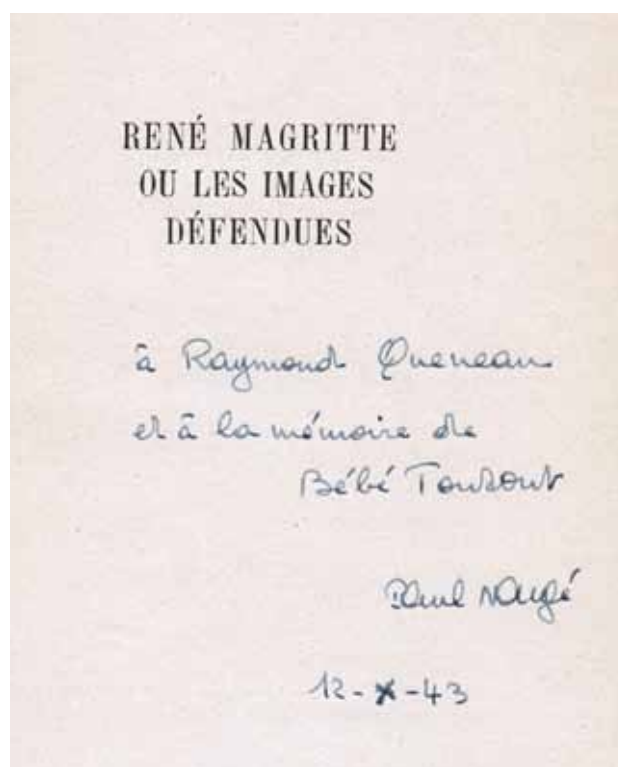 RENÉ MAGRITTE
OU LES IMAGES
DÉFENDUES
à Raymond Queneau
et à la mémoire de
Bébé Toutout
Paul Nougé
12-X-43